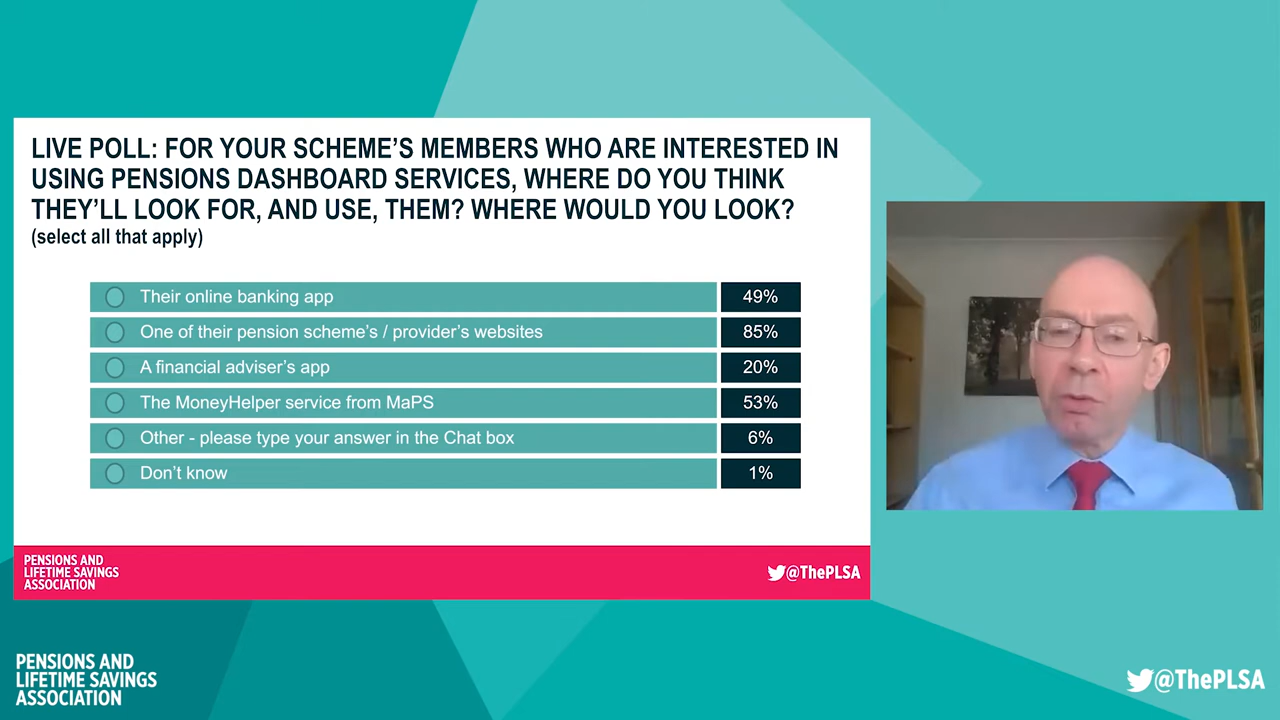 LIVE POLL: FOR YOUR SCHEME’S MEMBERS WHO ARE INTERESTED IN
USING PENSIONS DASHBOARD SERVICES, WHERE DO YOU THINK
THEY’LL LOOK FOR, AND USE, THEM? WHERE WOULD YOU LOOK?
(select all that apply)
Their online banking app 49%
One of their pension scheme’s / provider’s websites 85%
A financial adviser’s app 20%
The MoneyHelper service from MaPS 53%
Other - please type your answer in the Chat box 6%
Don’t know 1%
PENSIONS AND
LIFETIME SAVINGS
ASSOCIATION
@ThePLSA
PENSIONS AND
LIFETIME SAVINGS
ASSOCIATION
@ThePLSA